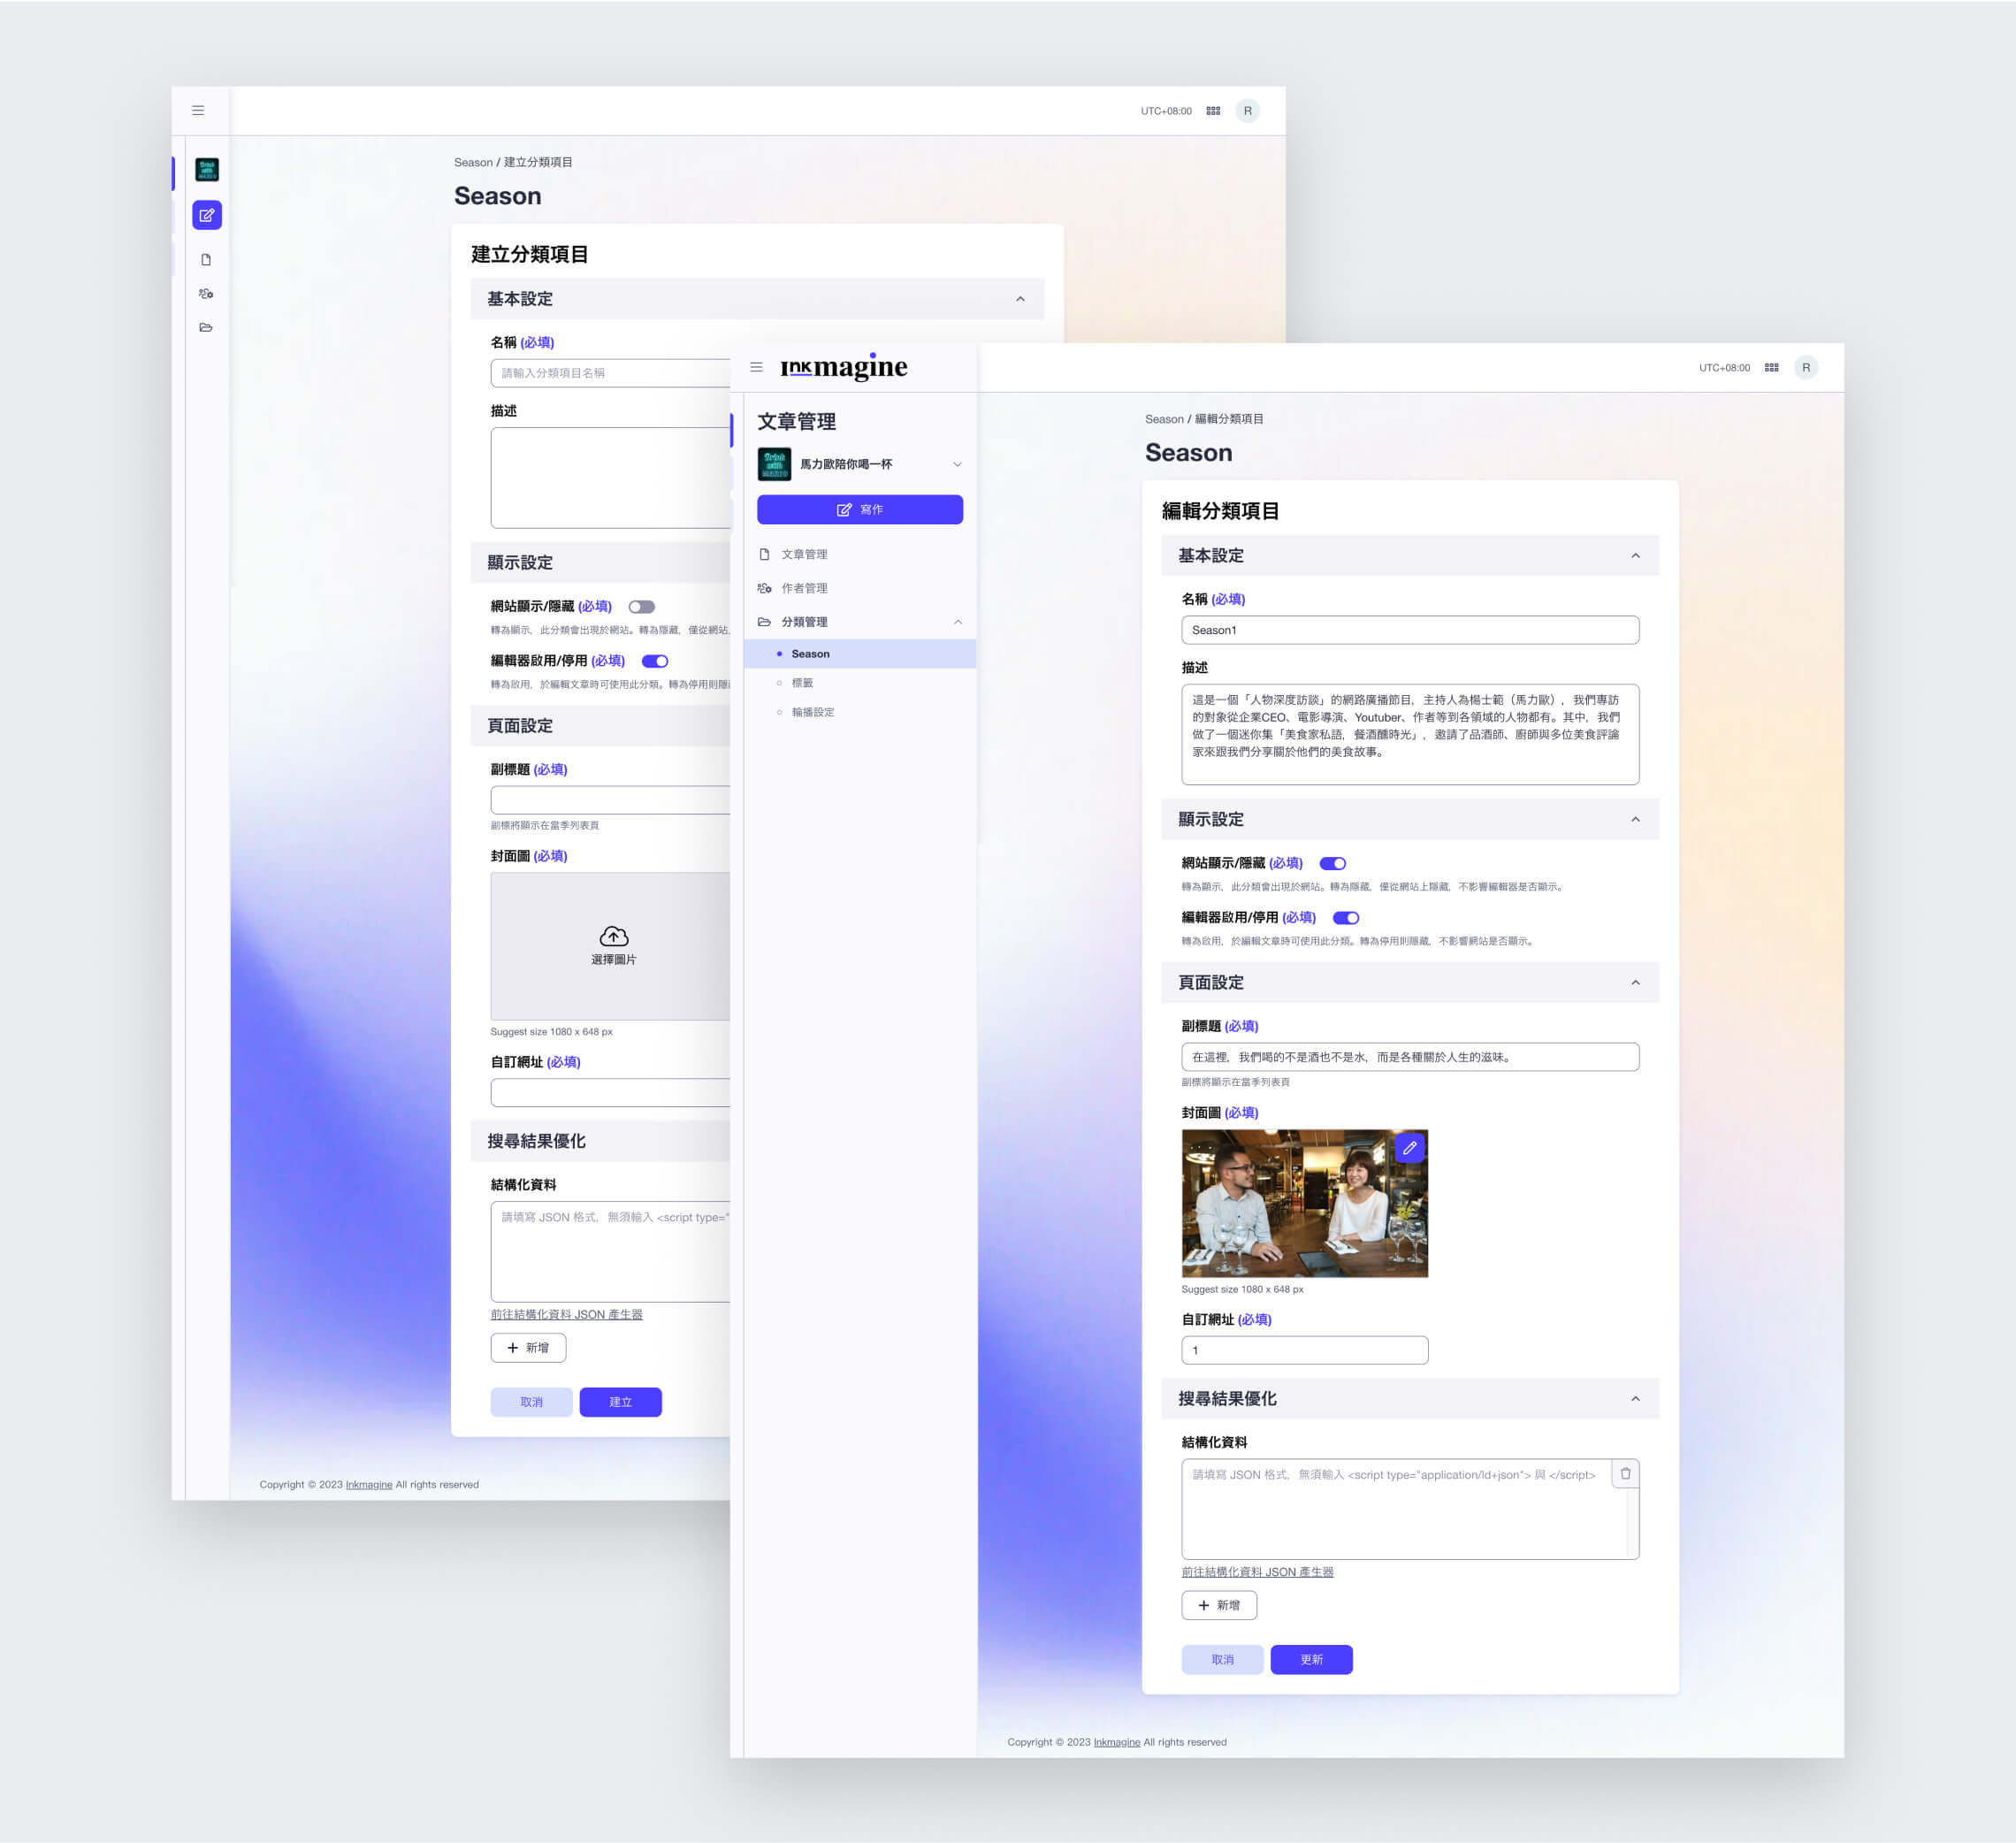 UTC+08:00
R
Season / 建立分類項目
Season
建立分類項目
基本設定
名稱 (必填)
請輸入分類項目名稱
描述
顯示設定
網站顯示/隱藏 (必填)
轉為顯示，此分類會出現於網站。轉為隱藏，僅從網站
編輯器啟用/停用 (必填)
轉為啟用，於編輯文章時可使用此分類。轉為停用則隱
頁面設定
副標題 (必填)
副標將顯示在當季列表頁
封面圖 (必填)
選擇圖片
Suggest size 1080 x 648 px
自訂網址 (必填)
搜尋結果優化
結構化資料
請填寫 JSON 格式，無須輸入 <script type="
前往結構化資料 JSON 產生器
新增
取消
建立
Copyright © 2023 Inkmagine All rights reserved
Inkmagine
UTC+08:00
R
文章管理
Drink
with
MARIO
馬力歐陪你喝一杯
寫作
文章管理
作者管理
分類管理
Season
標籤
輪播設定
Season / 編輯分類項目
Season
編輯分類項目
基本設定
名稱 (必填)
Season1
描述
這是一個「人物深度訪談」的網路廣播節目，主持人為楊士範（馬力歐），我們專訪
的對象從企業CEO、電影導演、Youtuber、作者等到各領域的人物都有。其中，我們
做了一個迷你集「美食家私語，餐酒醺時光」，邀請了品酒師、廚師與多位美食評論
家來跟我們分享關於他們的美食故事。
顯示設定
網站顯示/隱藏 (必填)
轉為顯示，此分類會出現於網站。轉為隱藏，僅從網站上隱藏，不影響編輯器是否顯示。
編輯器啟用/停用 (必填)
轉為啟用，於編輯文章時可使用此分類。轉為停用則隱藏，不影響網站是否顯示。
頁面設定
副標題 (必填)
在這裡，我們喝的不是酒也不是水，而是各種關於人生的滋味。
副標將顯示在當季列表頁
封面圖 (必填)
Suggest size 1080 x 648 px
自訂網址 (必填)
1
搜尋結果優化
結構化資料
請填寫 JSON 格式，無須輸入 <script type="application/ld+json"> 與 </script>
前往結構化資料 JSON 產生器
新增
取消
更新
Copyright © 2023 Inkmagine All rights reserved